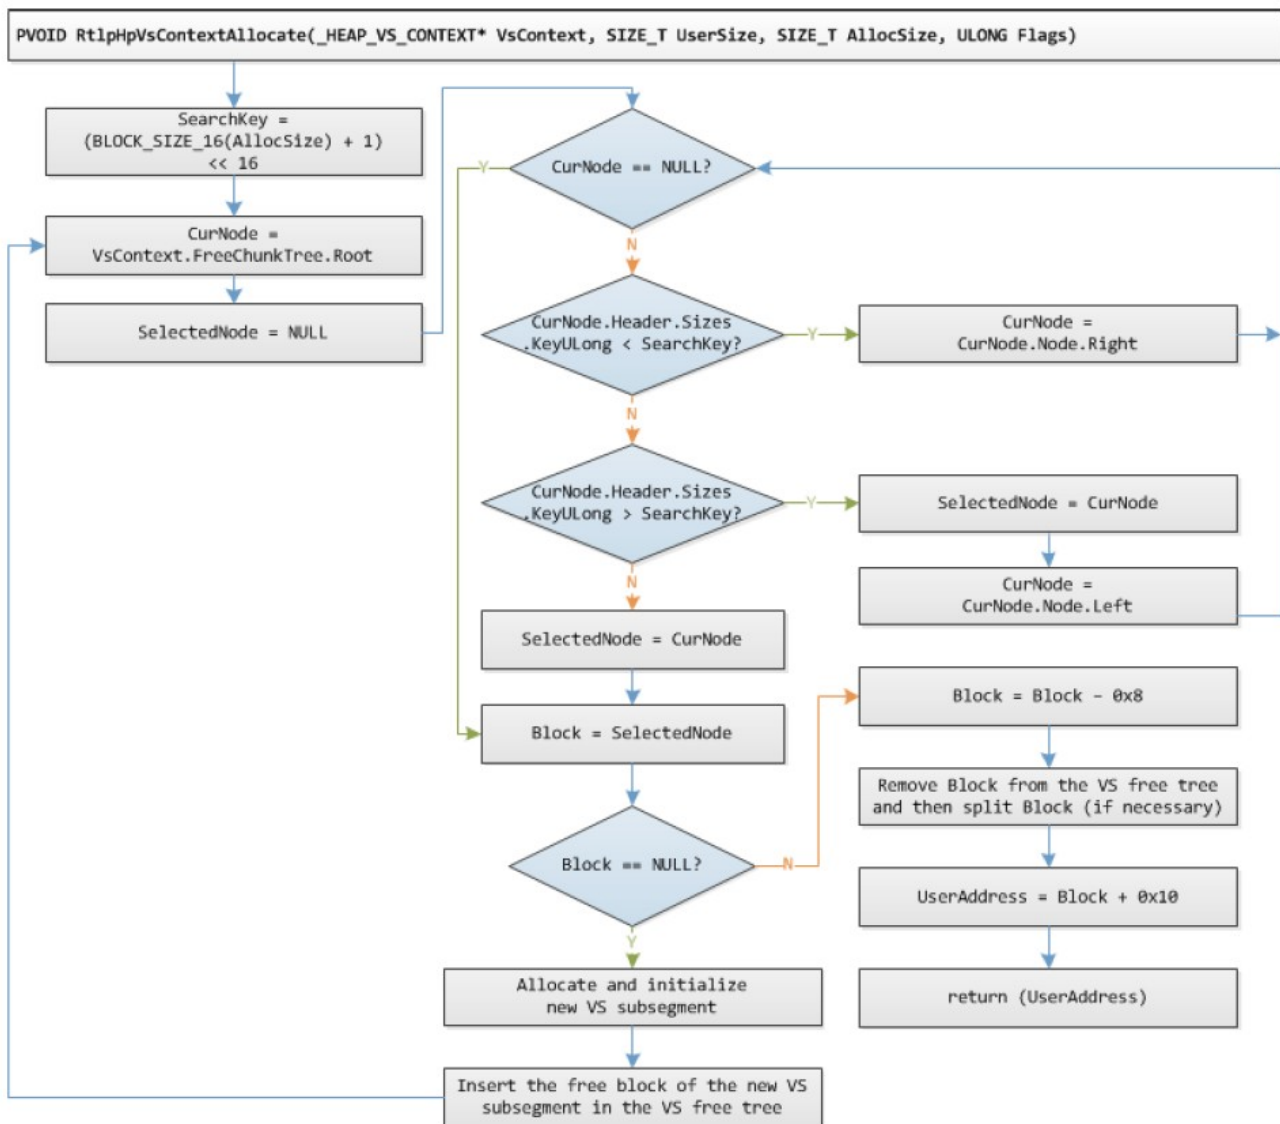 PVOID RtlpHpVsContextAllocate(_HEAP_VS_CONTEXT* VsContext, SIZE_T UserSize, SIZE_T AllocSize, ULONG Flags)
SearchKey =
(BLOCK_SIZE_16(AllocSize) + 1)
<< 16
CurNode =
VsContext.FreeChunkTree.Root
SelectedNode = NULL
CurNode == NULL?
Y
N
CurNode.Header.Sizes
.KeyULong < SearchKey?
Y
CurNode =
CurNode.Node.Right
N
CurNode.Header.Sizes
.KeyULong > SearchKey?
Y
SelectedNode = CurNode
CurNode =
CurNode.Node.Left
N
SelectedNode = CurNode
Block = SelectedNode
Block == NULL?
N
Block = Block – 0x8
Remove Block from the VS free tree
and then split Block (if necessary)
UserAddress = Block + 0x10
return (UserAddress)
Y
Allocate and initialize
new VS subsegment
Insert the free block of the new VS
subsegment in the VS free tree